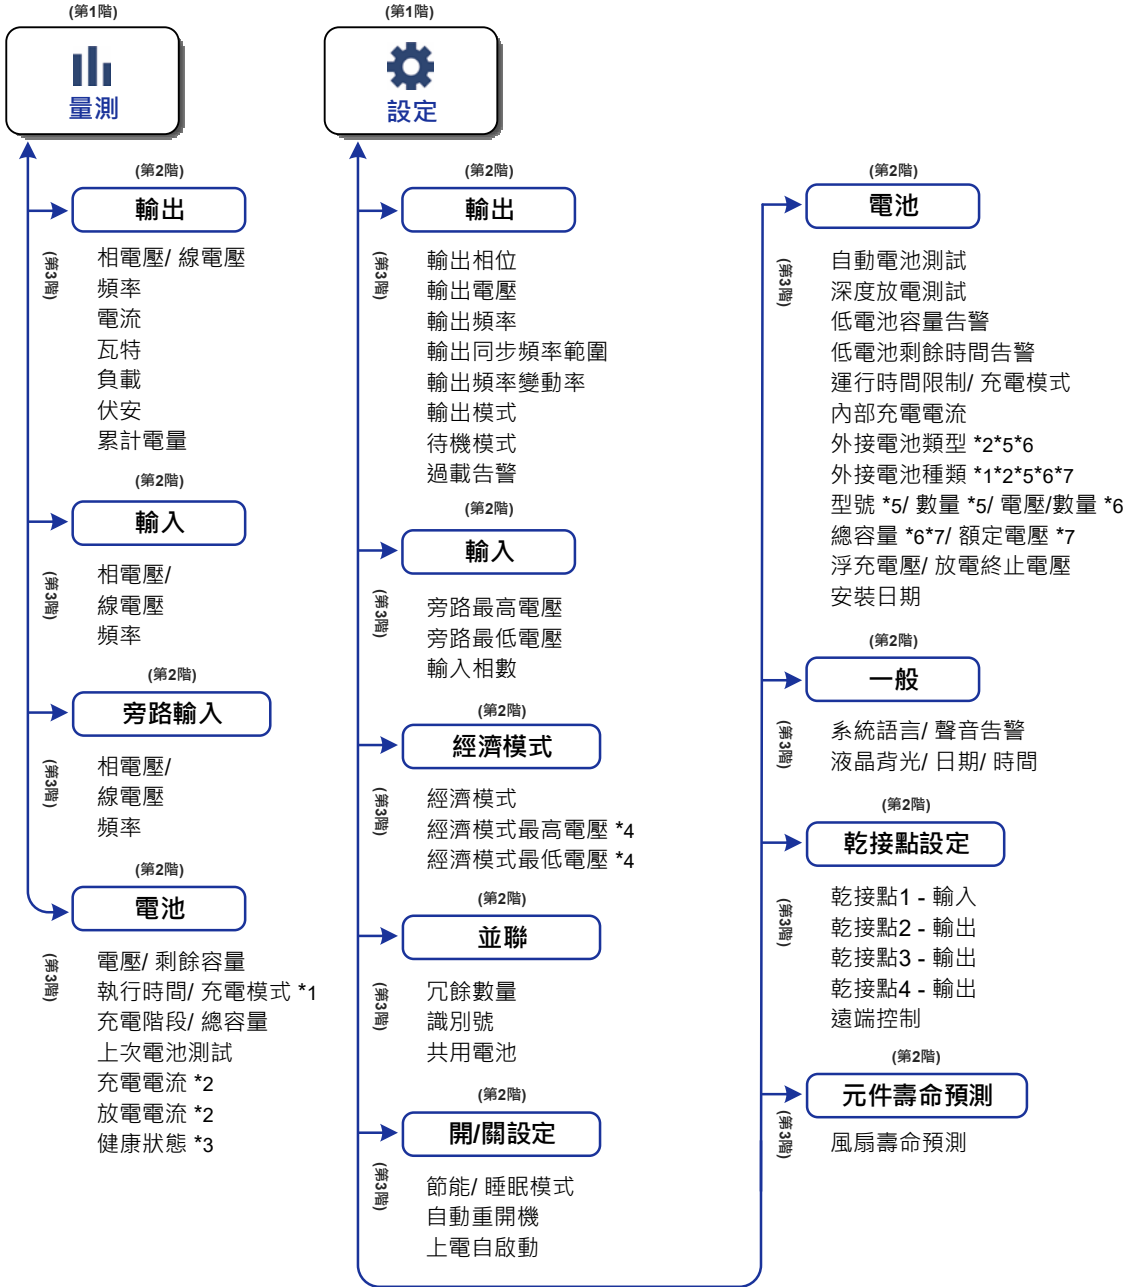 (第1階)
量測
(第2階)
輸出
(第3階)
相電壓/ 線電壓
頻率
電流
瓦特
負載
伏安
累計電量
(第2階)
輸入
(第3階)
相電壓/
線電壓
頻率
(第2階)
旁路輸入
(第3階)
相電壓/
線電壓
頻率
(第2階)
電池
(第3階)
電壓/ 剩餘容量
執行時間/ 充電模式 *1
充電階段/ 總容量
上次電池測試
充電電流 *2
放電電流 *2
健康狀態 *3
(第1階)
設定
(第2階)
輸出
(第3階)
輸出相位
輸出電壓
輸出頻率
輸出同步頻率範圍
輸出頻率變動率
輸出模式
待機模式
過載告警
(第2階)
輸入
(第3階)
旁路最高電壓
旁路最低電壓
輸入相數
(第2階)
經濟模式
(第3階)
經濟模式
經濟模式最高電壓 *4
經濟模式最低電壓 *4
(第2階)
並聯
(第3階)
冗餘數量
識別號
共用電池
(第2階)
開/關設定
(第3階)
節能/ 睡眠模式
自動重開機
上電自啟動
(第2階)
電池
(第3階)
自動電池測試
深度放電測試
低電池容量告警
低電池剩餘時間告警
運行時間限制/ 充電模式
內部充電電流
外接電池類型 *2*5*6
外接電池種類 *1*2*5*6*7
型號 *5/ 數量 *5/ 電壓/數量 *6
總容量 *6*7/ 額定電壓 *7
浮充電壓/ 放電終止電壓
安裝日期
(第2階)
一般
(第3階)
系統語言/ 聲音告警
液晶背光/ 日期/ 時間
(第2階)
乾接點設定
(第3階)
乾接點1 - 輸入
乾接點2 - 輸出
乾接點3 - 輸出
乾接點4 - 輸出
遠端控制
(第2階)
元件壽命預測
(第3階)
風扇壽命預測